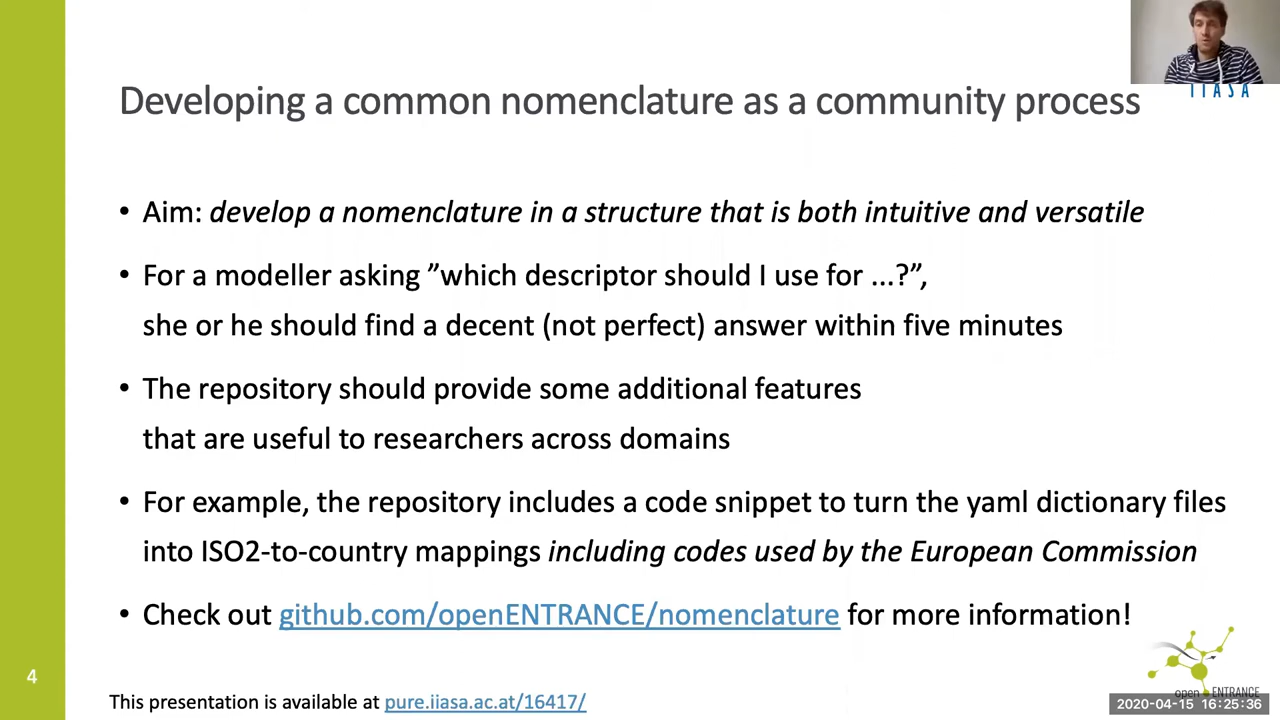 IIASA
Developing a common nomenclature as a community process
• Aim: develop a nomenclature in a structure that is both intuitive and versatile
• For a modeller asking ”which descriptor should I use for ...?”,
she or he should find a decent (not perfect) answer within five minutes
• The repository should provide some additional features
that are useful to researchers across domains
• For example, the repository includes a code snippet to turn the yaml dictionary files
into ISO2-to-country mappings including codes used by the European Commission
• Check out github.com/openENTRANCE/nomenclature for more information!
4
This presentation is available at pure.iiasa.ac.at/16417/
open ENTRANCE
2020-04-15 16:25:36